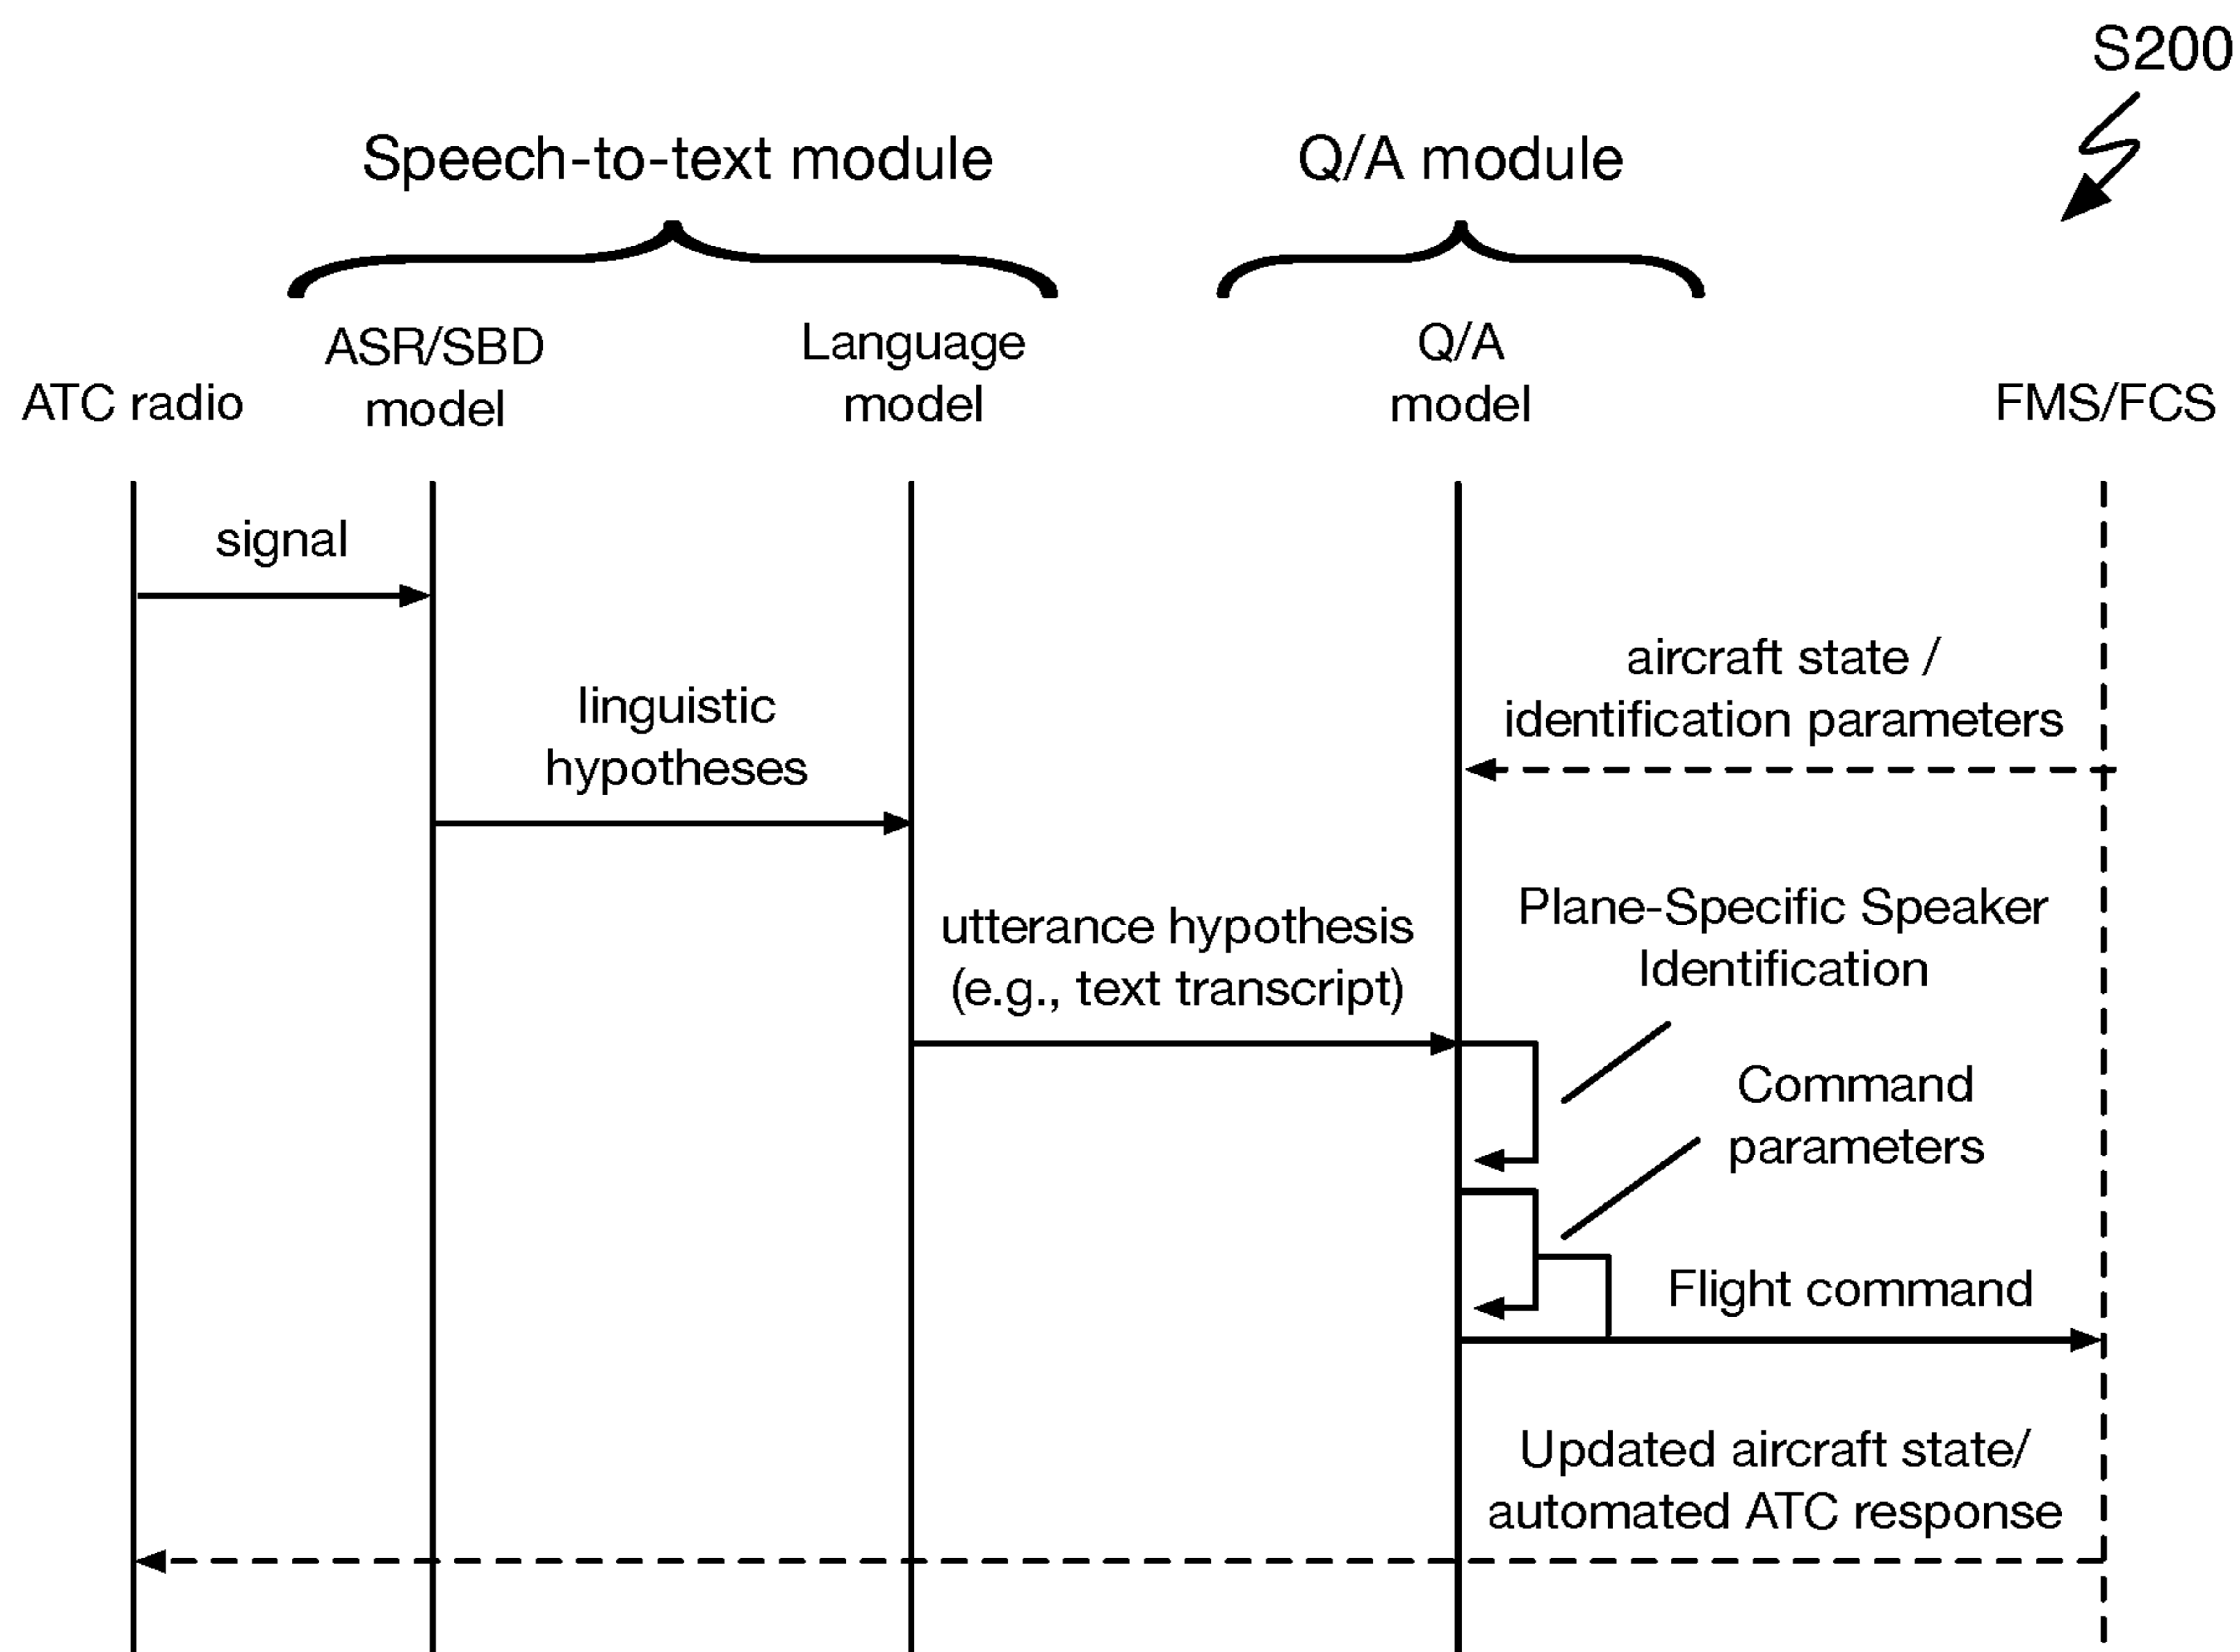 S200
Speech-to-text module
Q/A module
ATC radio
ASR/SBD
model
Language
model
Q/A
model
FMS/FCS
signal
aircraft state /
identification parameters
linguistic
hypotheses
Plane-Specific Speaker
Identification
utterance hypothesis
(e.g., text transcript)
Command
parameters
Flight command
Updated aircraft state/
automated ATC response